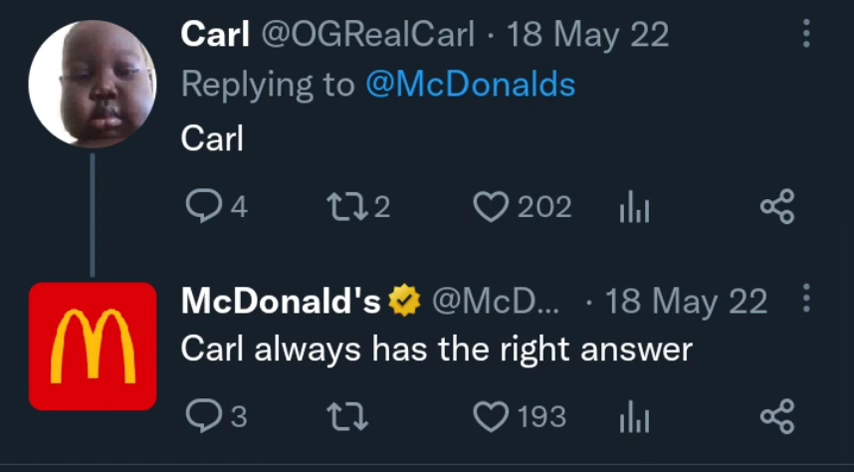 Carl @OGRealCarl · 18 May 22
Replying to @McDonalds
Carl
4 2 202
McDonald's @McD... · 18 May 22
Carl always has the right answer
3 193